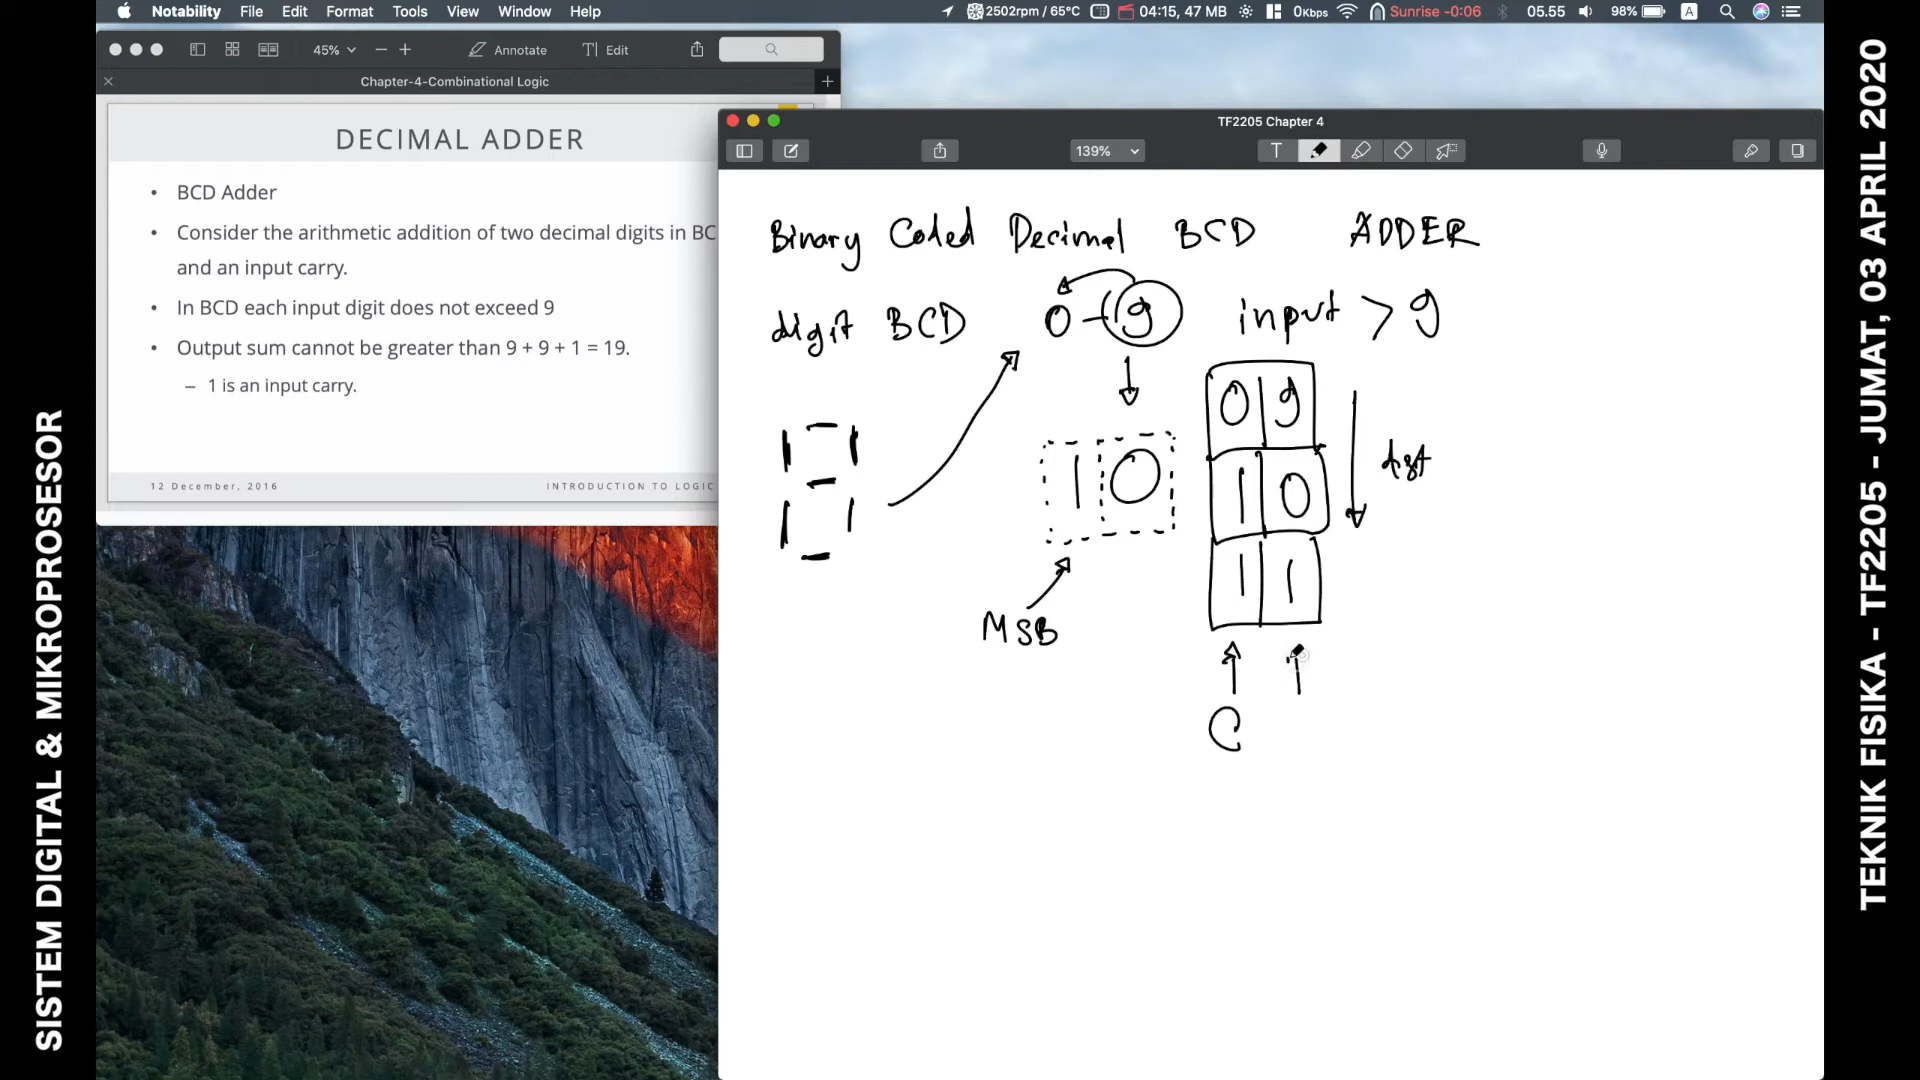 SISTEM DIGITAL & MIKROPROSESOR
Notability File Edit Format Tools View Window Help
2502rpm / 65°C 04:15, 47 MB 0Kbps Sunrise -0:06 05.55 98% A
45% Annotate Edit
Chapter-4-Combinational Logic
DECIMAL ADDER
• BCD Adder
• Consider the arithmetic addition of two decimal digits in BC
and an input carry.
• In BCD each input digit does not exceed 9
• Output sum cannot be greater than 9 + 9 + 1 = 19.
– 1 is an input carry.
12 December, 2016 INTRODUCTION TO LOGIC
TF2205 Chapter 4
139% T
Binary Coded Decimal BCD ADDER
digit BCD 0 - 9 input > 9
0 9
1 0
1 0
dst
1 1
MSB
C
TEKNIK FISIKA - TF2205 - JUMAT, 03 APRIL 2020